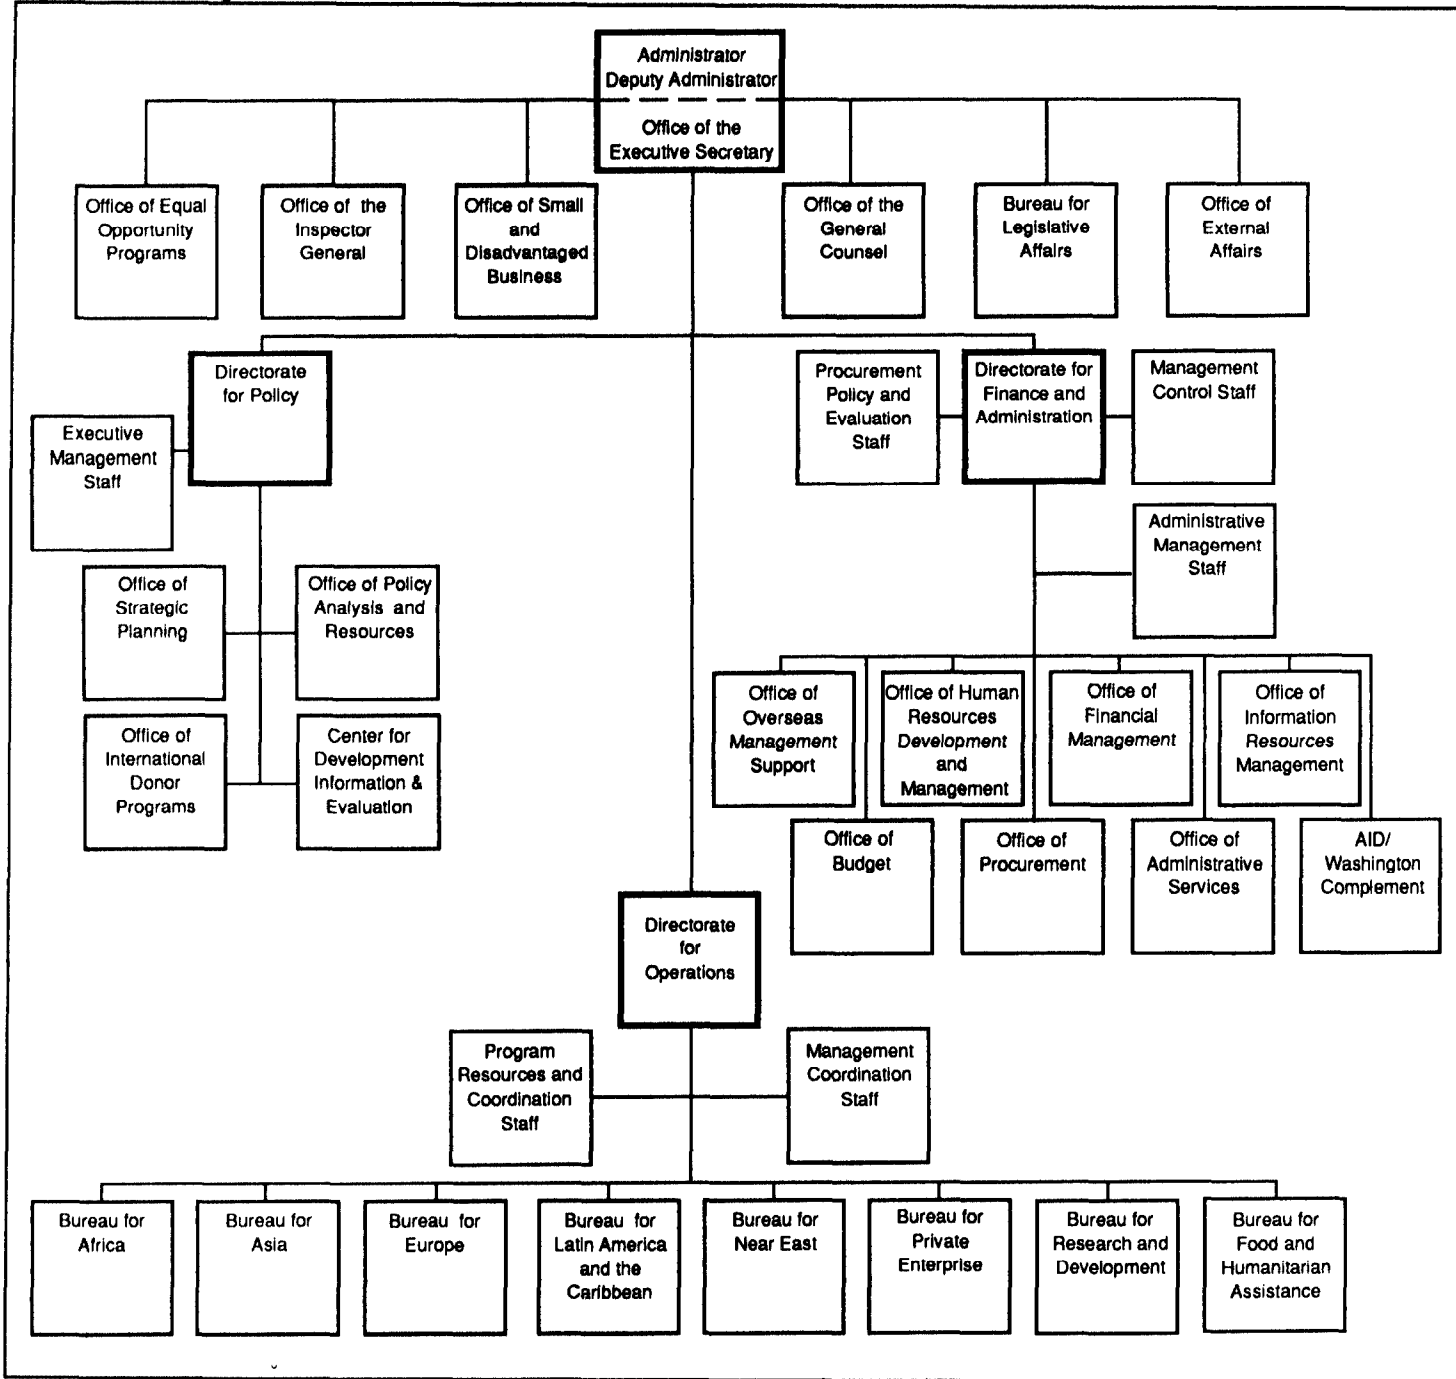 Administrator
Deputy Administrator
Office of the
Executive Secretary
Office of Equal
Opportunity
Programs
Office of the
Inspector
General
Office of Small
and
Disadvantaged
Business
Office of the
General
Counsel
Bureau for
Legislative
Affairs
Office of
External
Affairs
Directorate
for Policy
Executive
Management
Staff
Office of
Strategic
Planning
Office of Policy
Analysis and
Resources
Office of
International
Donor
Programs
Center for
Development
Information &
Evaluation
Procurement
Policy and
Evaluation
Staff
Directorate for
Finance and
Administration
Management
Control Staff
Administrative
Management
Staff
Office of
Overseas
Management
Support
Office of Human
Resources
Development
and
Management
Office of
Financial
Management
Office of
Information
Resources
Management
Office of
Budget
Office of
Procurement
Office of
Administrative
Services
AID/
Washington
Complement
Directorate
for
Operations
Program
Resources and
Coordination
Staff
Management
Coordination
Staff
Bureau for
Africa
Bureau for
Asia
Bureau for
Europe
Bureau for
Latin America
and the
Caribbean
Bureau for
Near East
Bureau for
Private
Enterprise
Bureau for
Research and
Development
Bureau for
Food and
Humanitarian
Assistance